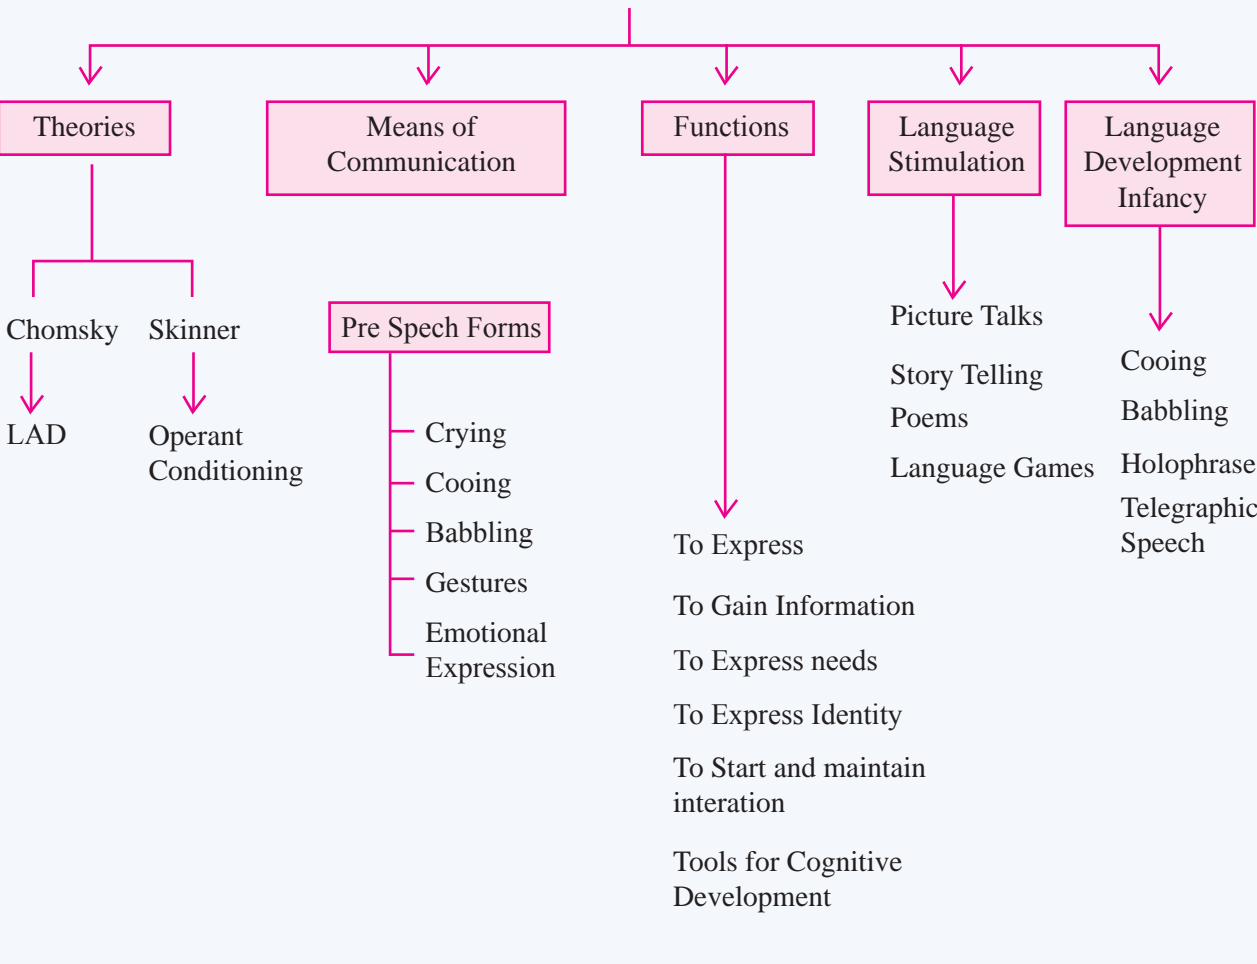 Theories
Means of
Communication
Functions
Language
Stimulation
Language
Development
Infancy
Chomsky
Skinner
LAD
Operant
Conditioning
Pre Spech Forms
Crying
Cooing
Babbling
Gestures
Emotional
Expression
To Express
To Gain Information
To Express needs
To Express Identity
To Start and maintain
interation
Tools for Cognitive
Development
Picture Talks
Story Telling
Poems
Language Games
Cooing
Babbling
Holophrase
Telegraphic
Speech